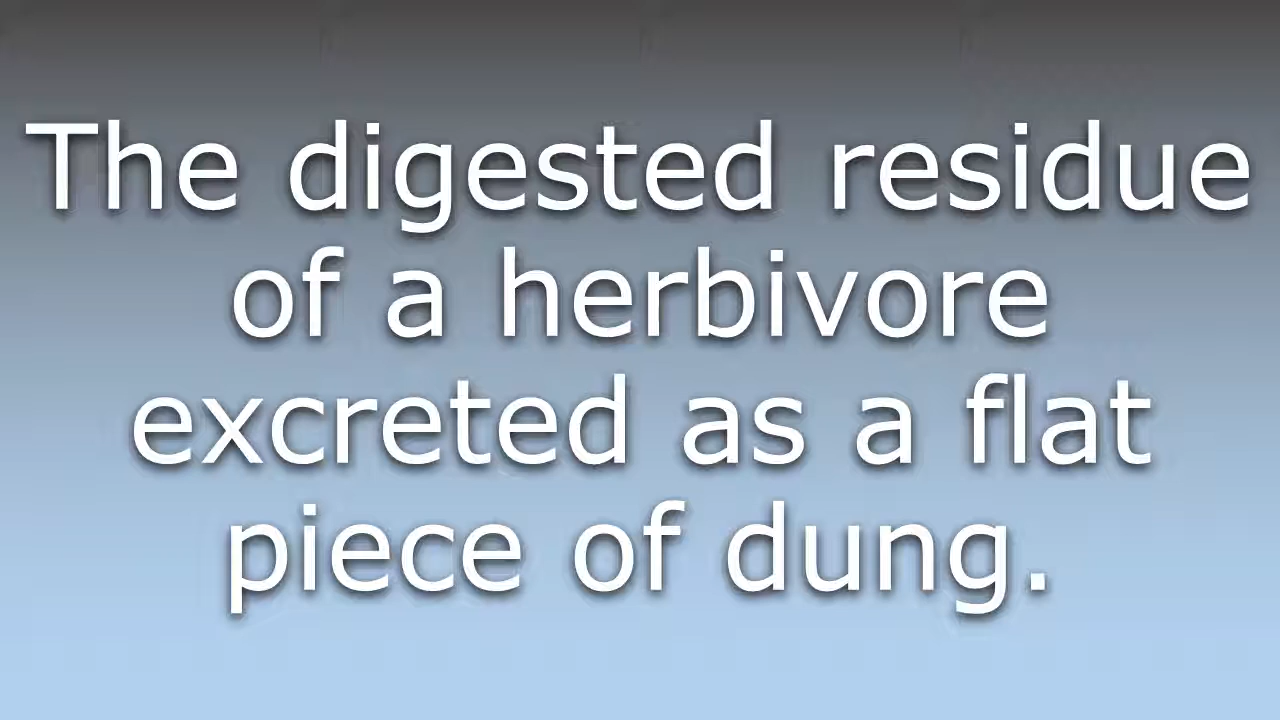 The digested residue
of a herbivore
excreted as a flat
piece of dung.